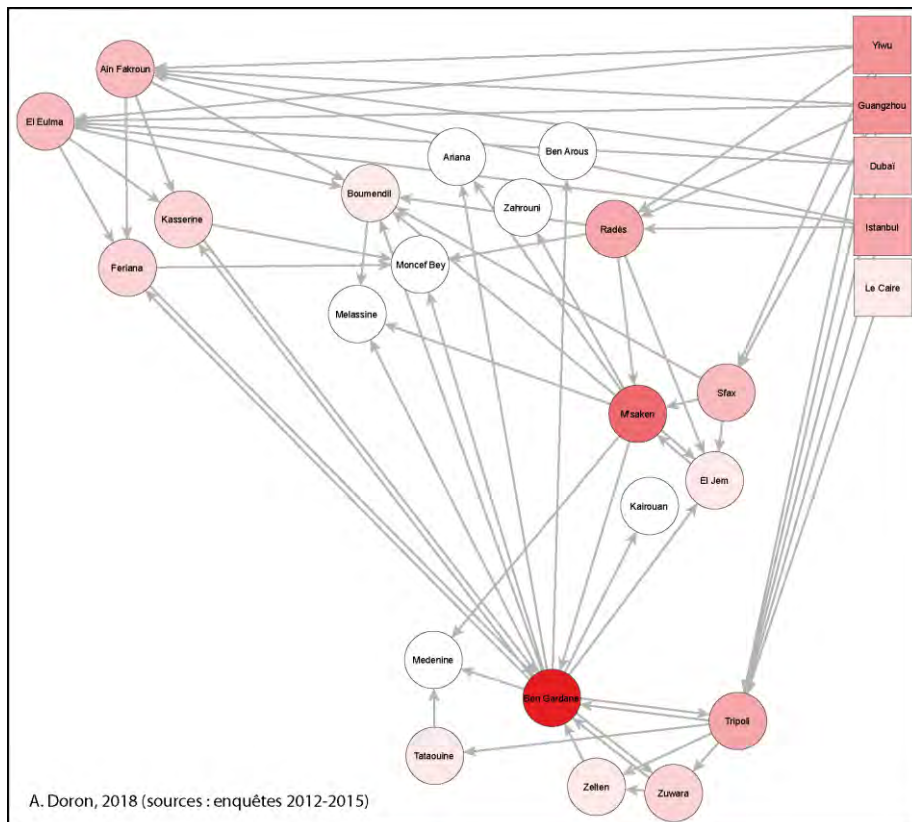 Yiwu
Aïn Fakroun
Guangzhou
El Eulma
Ben Arous
Ariana
Dubaï
Boumendil
Zahrouni
Kasserine
Radès
Istanbul
Moncef Bey
Feriana
Le Caire
Melassine
Sfax
M'saken
El Jem
Kairouan
Medenine
Ben Gardane
Tripoli
Tataouine
Zelten
Zuwara
A. Doron, 2018 (sources : enquêtes 2012-2015)